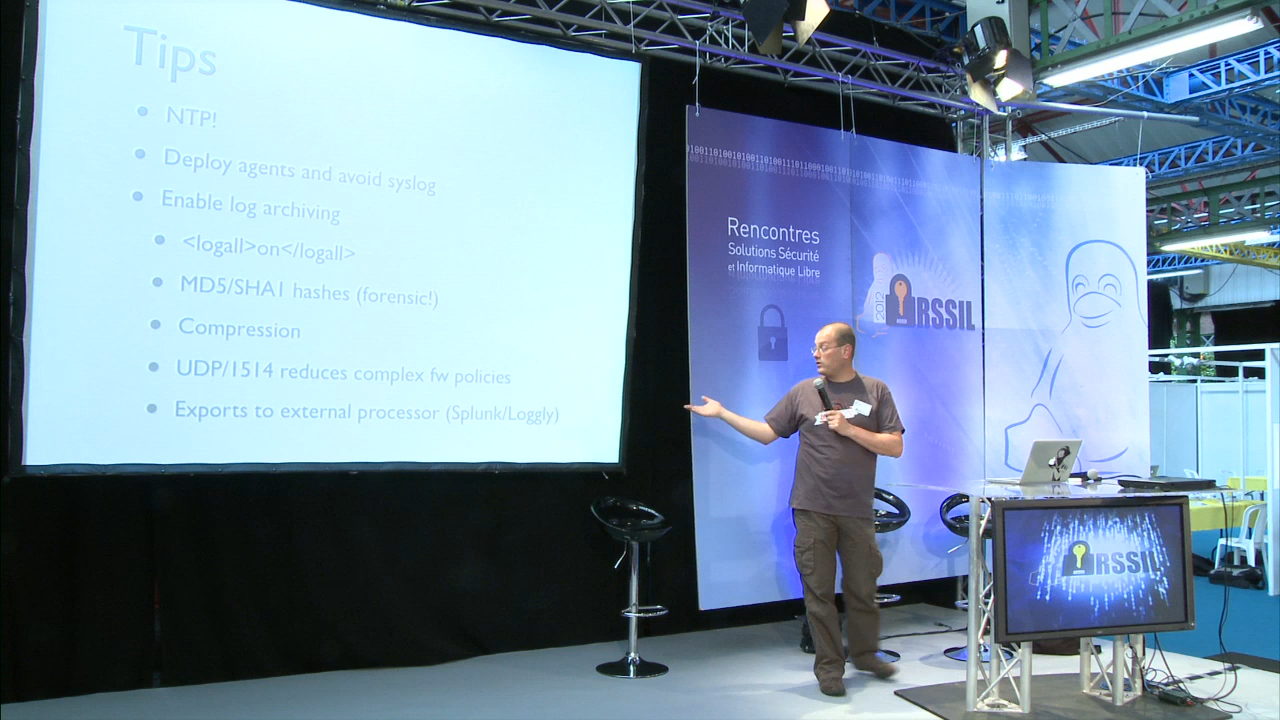 Tips
NTP!
Deploy agents and avoid syslog
Enable log archiving
<logall>on</logall>
MD5/SHA1 hashes (forensic!)
Compression
UDP/1514 reduces complex fw policies
Exports to external processor (Splunk/Loggly)
Rencontres
Solutions Sécurité
et Informatique Libre
2012
RSSIL
RSSIL